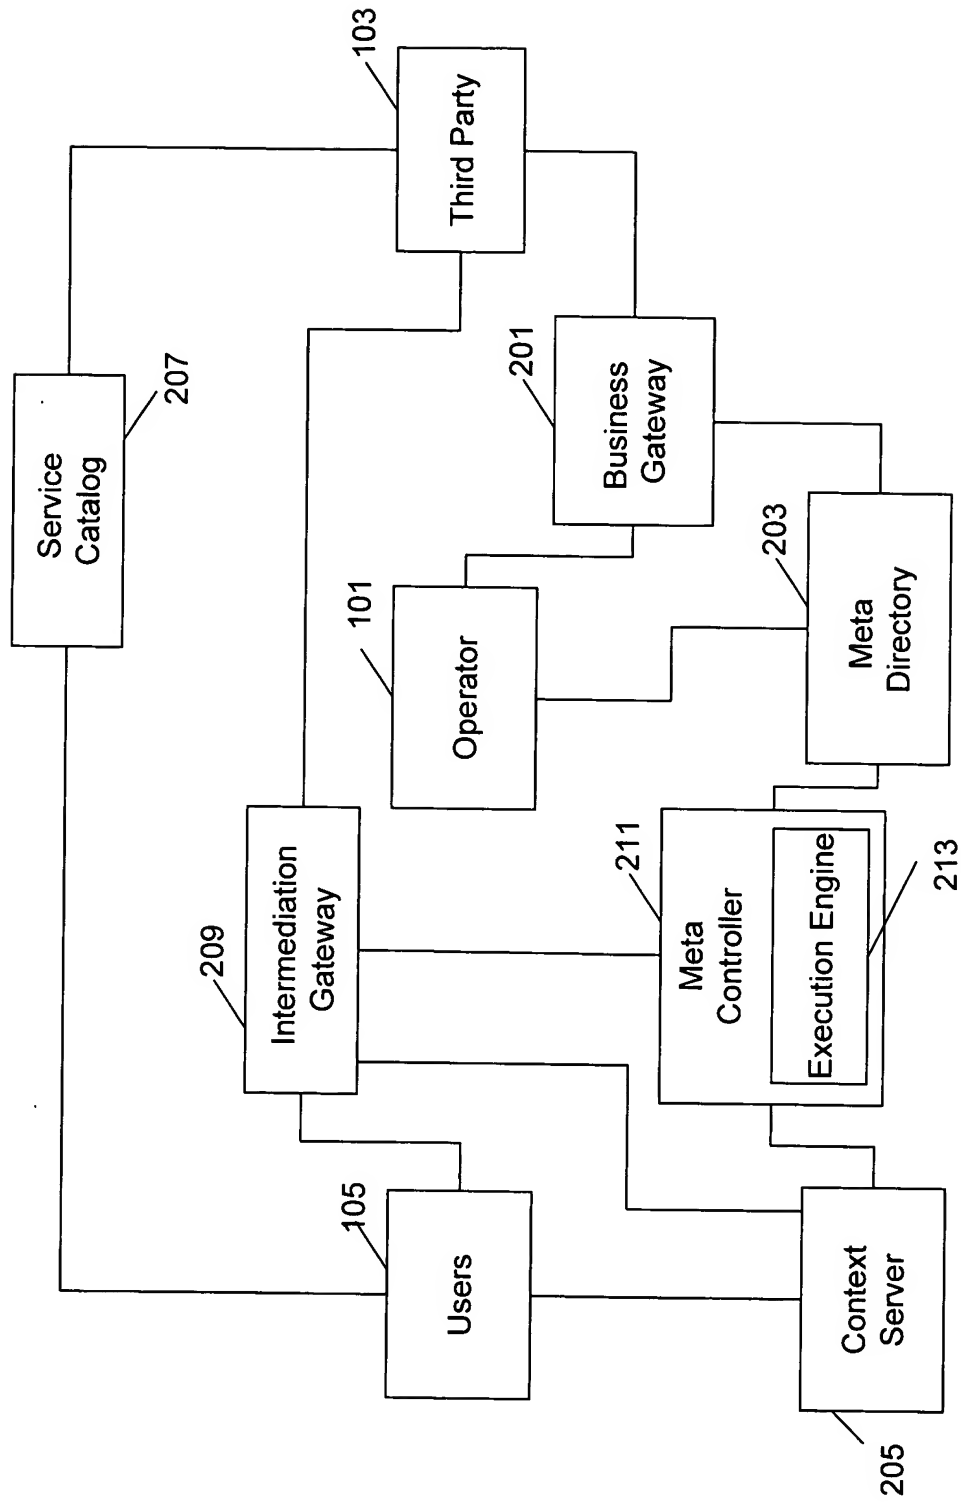 Service
Catalog
207
Third Party
103
Intermediation
Gateway
209
Users
105
Operator
101
Business
Gateway
201
Meta
Directory
203
Meta
Controller
211
Execution Engine
213
Context
Server
205